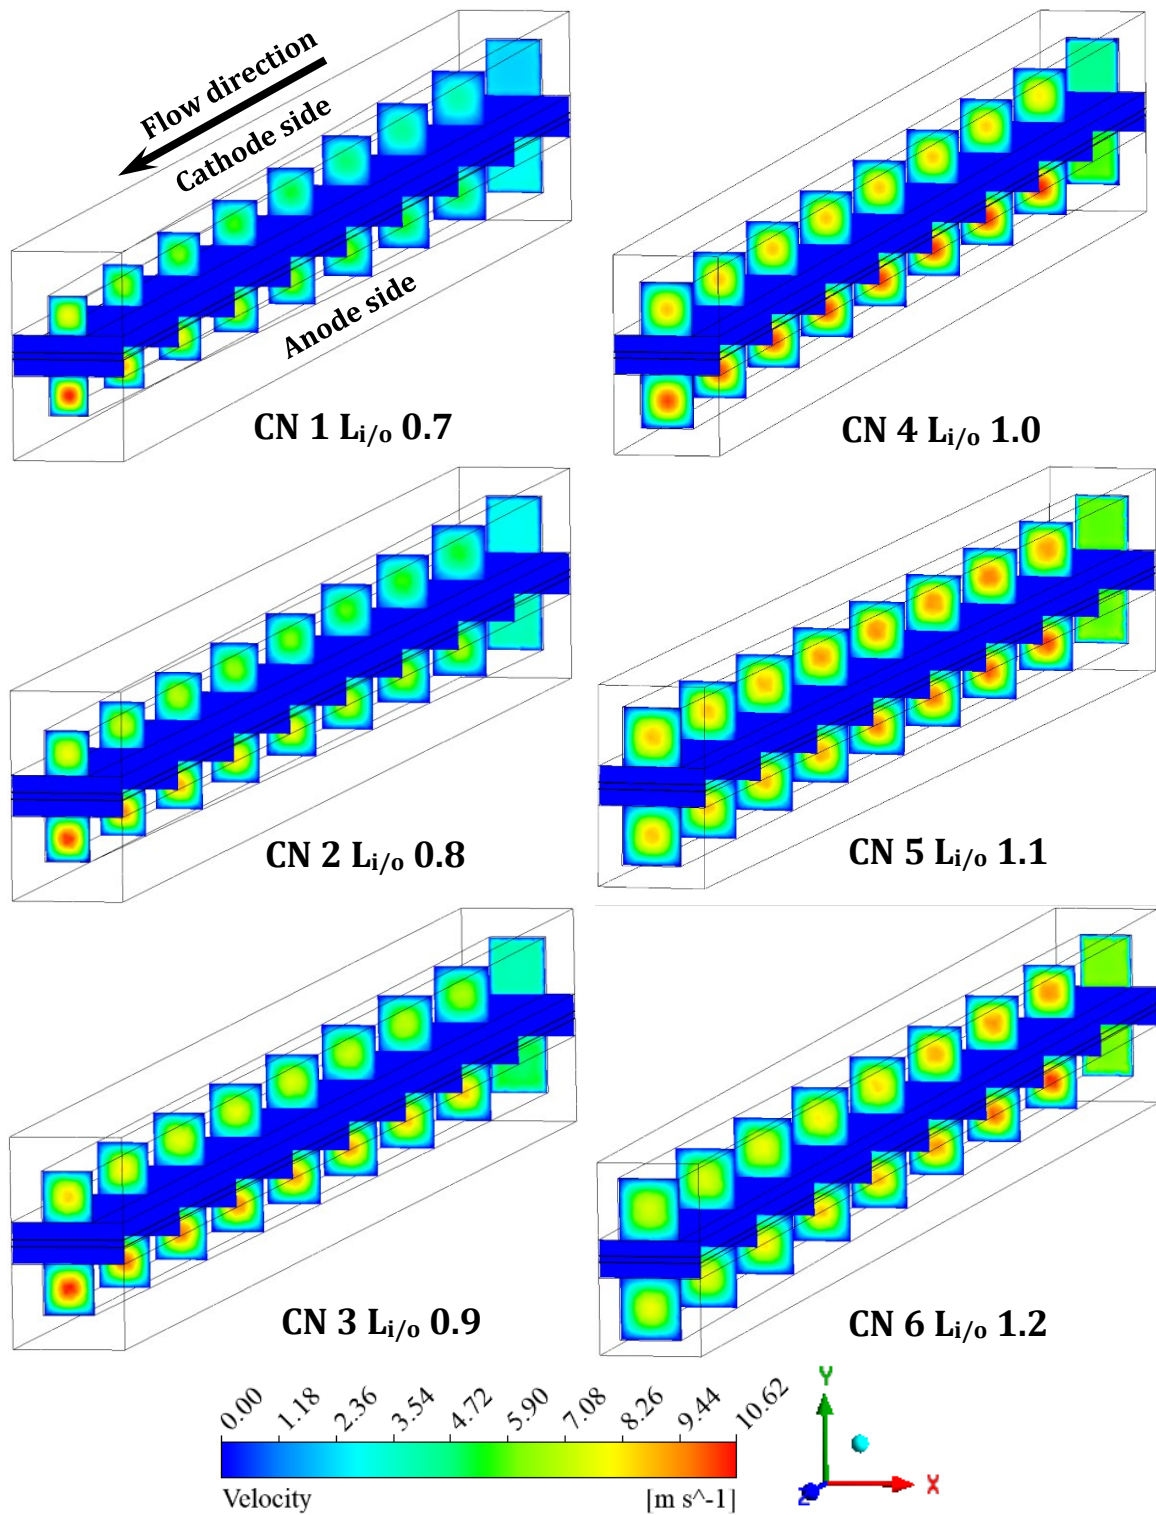 Flow direction
Cathode side
Anode side
CN 1 Li/o 0.7
CN 4 Li/o 1.0
CN 2 Li/o 0.8
CN 5 Li/o 1.1
CN 3 Li/o 0.9
CN 6 Li/o 1.2
0.00 1.18 2.36 3.54 4.72 5.90 7.08 8.26 9.44 10.62
Velocity [m s^-1]
Y
X
Z